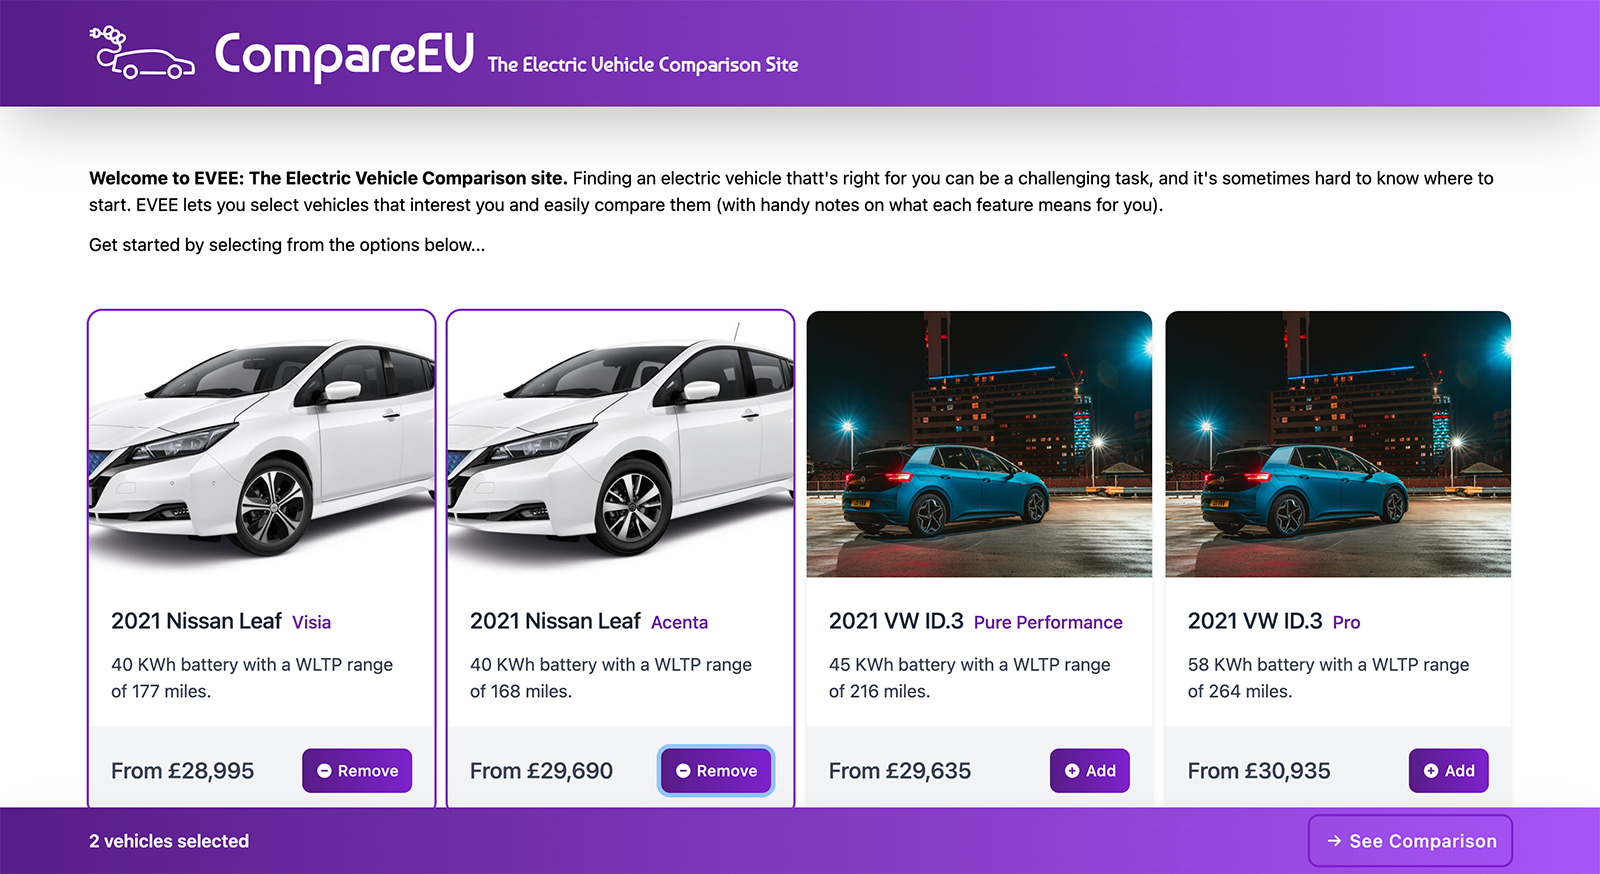 CompareEV The Electric Vehicle Comparison Site
Welcome to EVEE: The Electric Vehicle Comparison site. Finding an electric vehicle thatt's right for you can be a challenging task, and it's sometimes hard to know where to
start. EVEE lets you select vehicles that interest you and easily compare them (with handy notes on what each feature means for you).
Get started by selecting from the options below...
2021 Nissan Leaf Visia
40 KWh battery with a WLTP range
of 177 miles.
From £28,995
Remove
2021 Nissan Leaf Acenta
40 KWh battery with a WLTP range
of 168 miles.
From £29,690
Remove
2021 VW ID.3 Pure Performance
45 KWh battery with a WLTP range
of 216 miles.
From £29,635
Add
2021 VW ID.3 Pro
58 KWh battery with a WLTP range
of 264 miles.
From £30,935
Add
2 vehicles selected
→ See Comparison